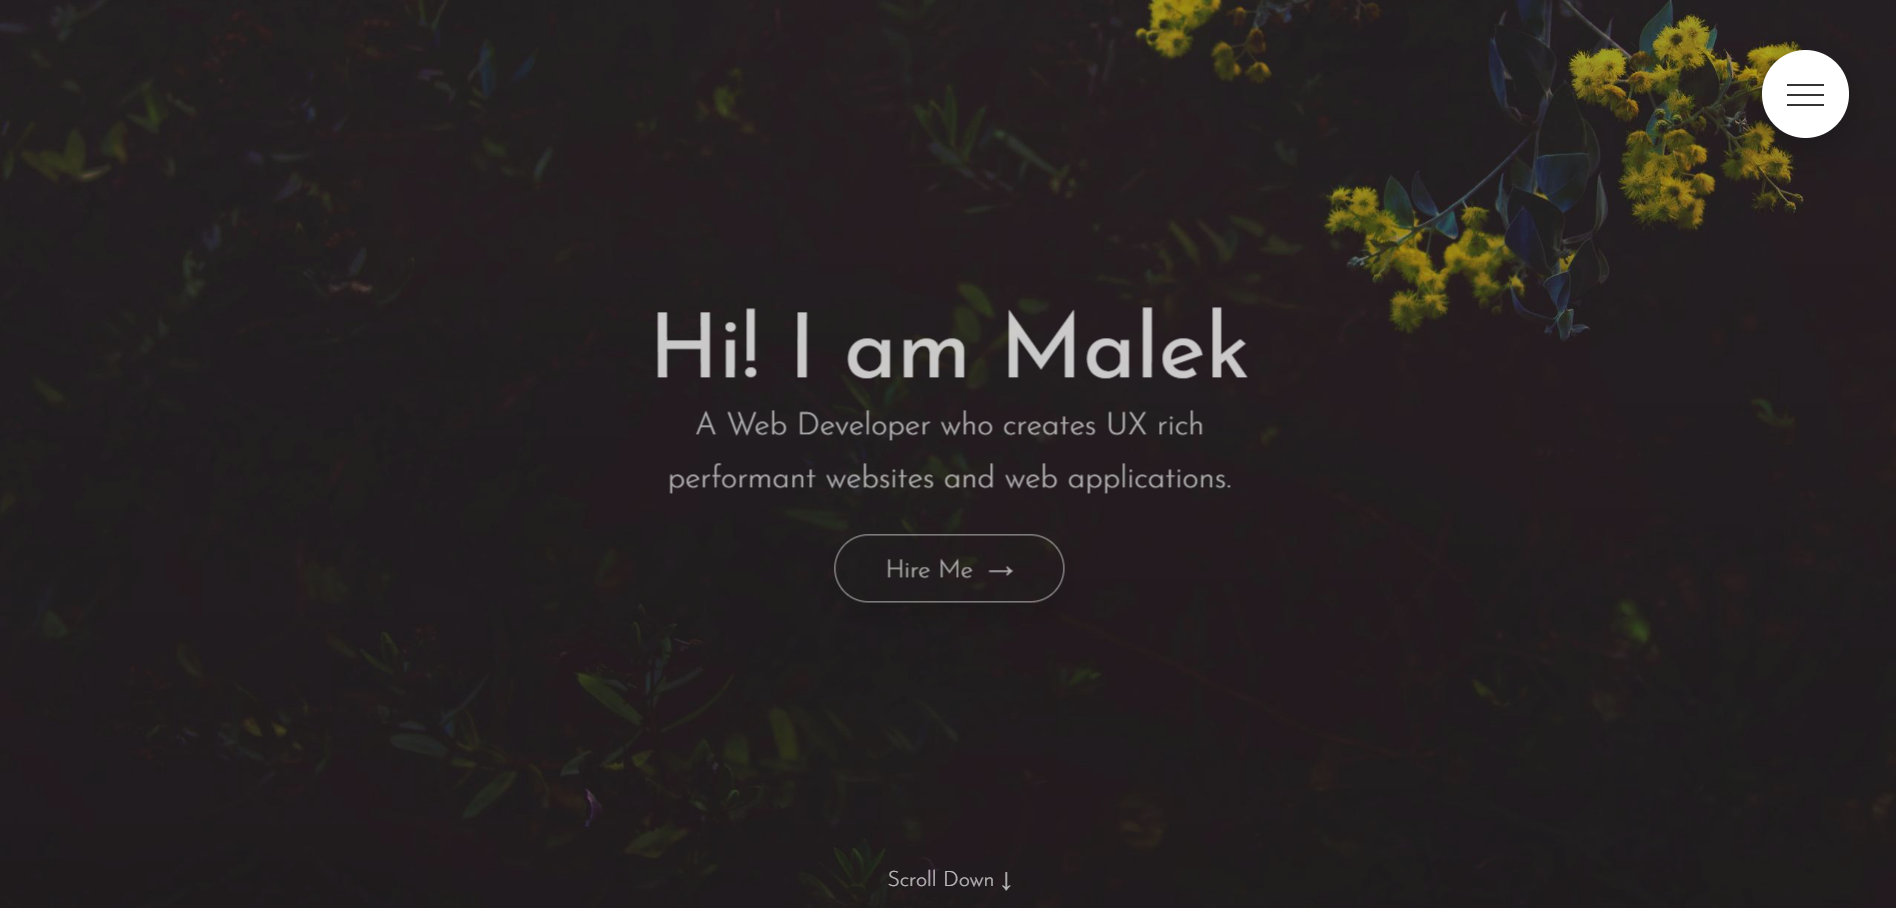 Hi! I am Malek
A Web Developer who creates UX rich
performant websites and web applications.
Hire Me →
Scroll Down ↓